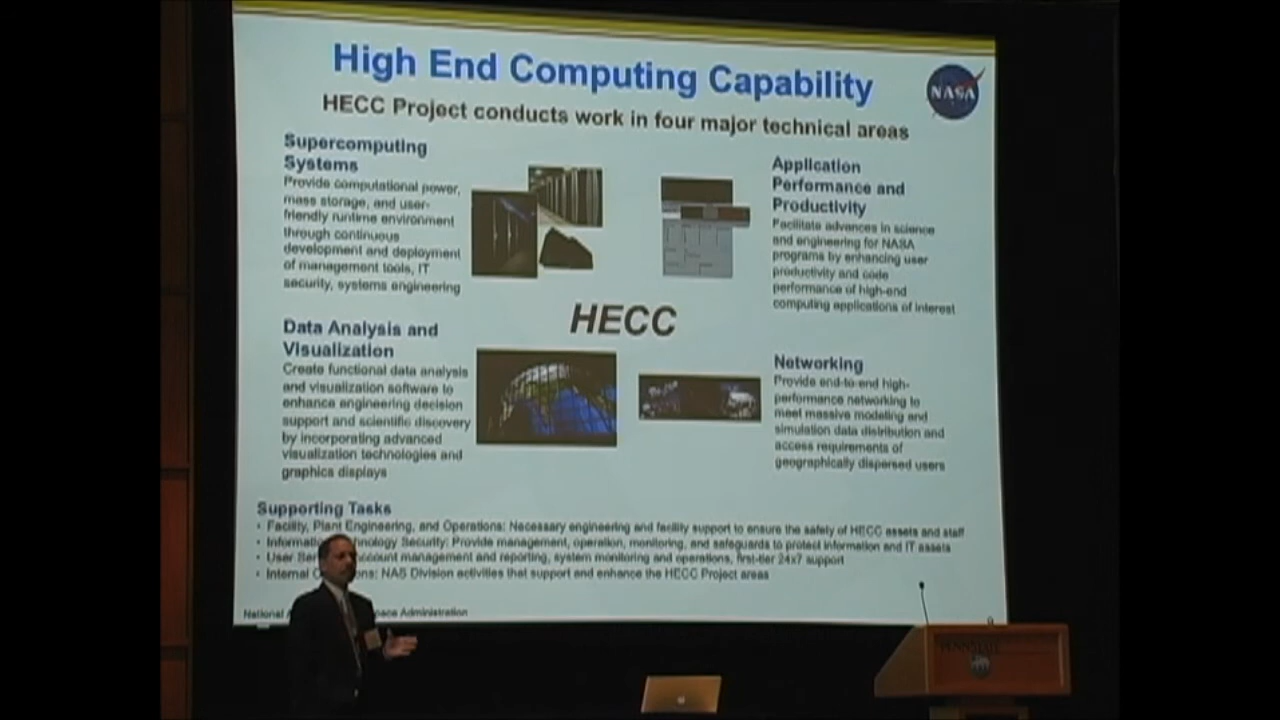 High End Computing Capability
NASA
HECC Project conducts work in four major technical areas
Supercomputing
Systems
Provide computational power,
mass storage, and user-
friendly runtime environment
through continuous
development and deployment
of management tools, IT
security, systems engineering
Application
Performance and
Productivity
Facilitate advances in science
and engineering for NASA
programs by enhancing user
productivity and code
performance of high-end
computing applications of interest
HECC
Data Analysis and
Visualization
Create functional data analysis
and visualization software to
enhance engineering decision
support and scientific discovery
by incorporating advanced
visualization technologies and
graphics displays
Networking
Provide end-to-end high-
performance networking to
meet massive modeling and
simulation data distribution and
access requirements of
geographically dispersed users
Supporting Tasks
• Facility, Plant Engineering, and Operations: Necessary engineering and facility support to ensure the safety of HECC assets and staff
• Security: Provide management, operation, monitoring, and safeguards to protect information and IT assets
• User account management and reporting, system monitoring and operations, first-tier 24x7 support
• Internal NAS Division activities that support and enhance the HECC Project areas
National Administration
PENNSTATE